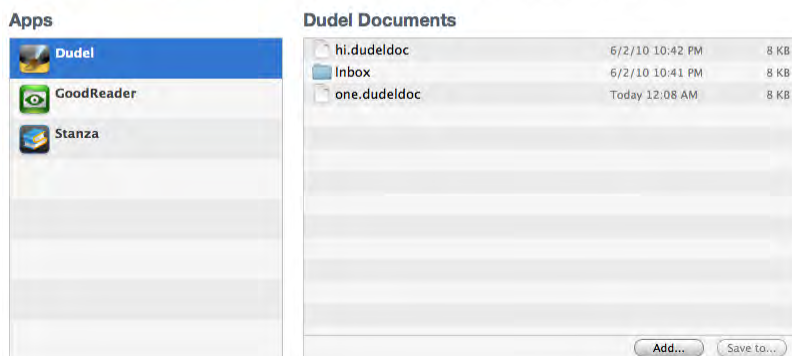 Apps
Dudel Documents
Dudel
GoodReader
Stanza
hi.dudeldoc 6/2/10 10:42 PM 8 KB
Inbox 6/2/10 10:41 PM 8 KB
one.dudeldoc Today 12:08 AM 8 KB
Add... Save to...